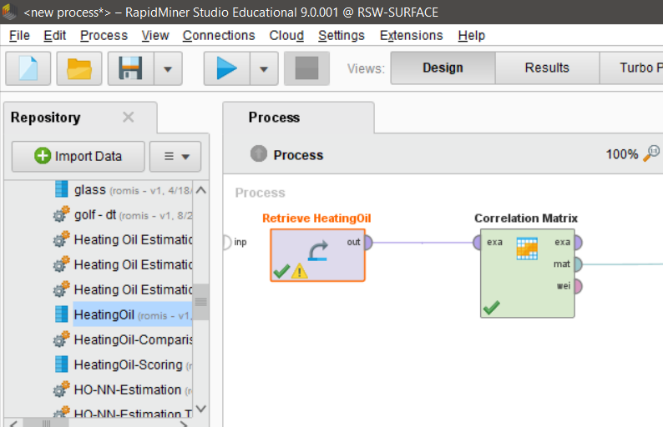 <new process*> – RapidMiner Studio Educational 9.0.001 @ RSW-SURFACE
File Edit Process View Connections Cloud Settings Extensions Help
Views: Design Results Turbo P
Repository
Process
Import Data
Process
100%
Process
glass (romis - v1, 4/18/
golf - dt (romis - v1, 8/2
Heating Oil Estimatio
Heating Oil Estimatio
Heating Oil Estimatio
HeatingOil (romis - v1,
HeatingOil-Comparis
HeatingOil-Scoring (r
HO-NN-Estimation (r
HO-NN-Estimation T
Retrieve HeatingOil
Correlation Matrix
inp
out
exa
exa
mat
wei